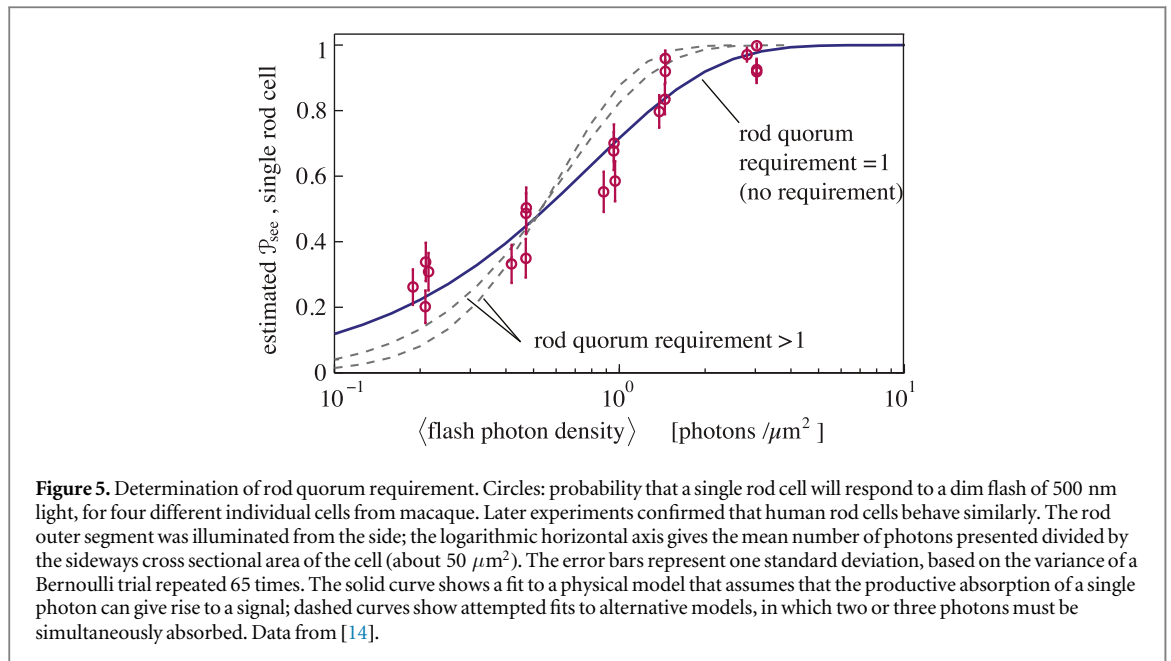 1
0.8
0.6
0.4
0.2
0
estimated 𝒫see , single rod cell
rod quorum
requirement = 1
(no requirement)
rod quorum requirement > 1
10⁻¹ 10⁰ 10¹
⟨flash photon density⟩ [photons /μm² ]
Figure 5. Determination of rod quorum requirement. Circles: probability that a single rod cell will respond to a dim flash of 500 nm
light, for four different individual cells from macaque. Later experiments confirmed that human rod cells behave similarly. The rod
outer segment was illuminated from the side; the logarithmic horizontal axis gives the mean number of photons presented divided by
the sideways cross sectional area of the cell (about 50 μm²). The error bars represent one standard deviation, based on the variance of a
Bernoulli trial repeated 65 times. The solid curve shows a fit to a physical model that assumes that the productive absorption of a single
photon can give rise to a signal; dashed curves show attempted fits to alternative models, in which two or three photons must be
simultaneously absorbed. Data from [14].